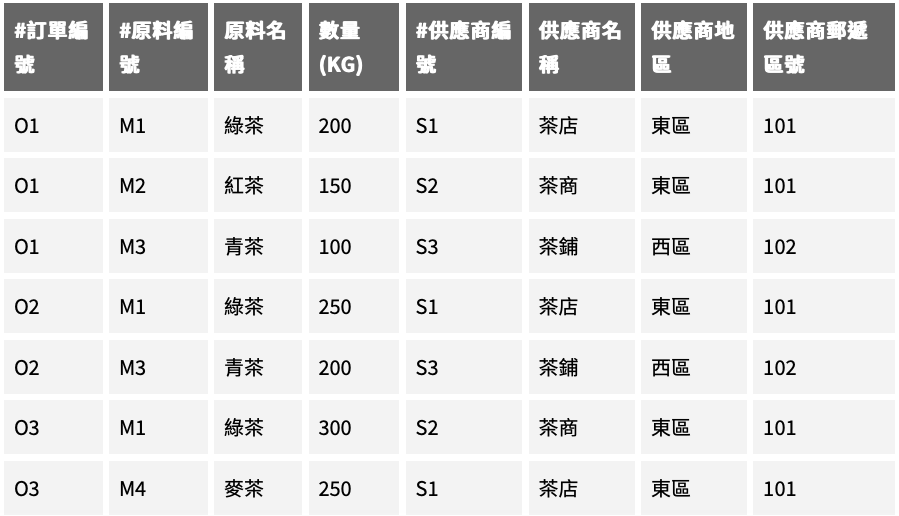 #訂單編號 #原料編號 原料名稱 數量(KG) #供應商編號 供應商名稱 供應商地區 供應商郵遞區號
O1 M1 綠茶 200 S1 茶店 東區 101
O1 M2 紅茶 150 S2 茶商 東區 101
O1 M3 青茶 100 S3 茶鋪 西區 102
O2 M1 綠茶 250 S1 茶店 東區 101
O2 M3 青茶 200 S3 茶鋪 西區 102
O3 M1 綠茶 300 S2 茶商 東區 101
O3 M4 麥茶 250 S1 茶店 東區 101